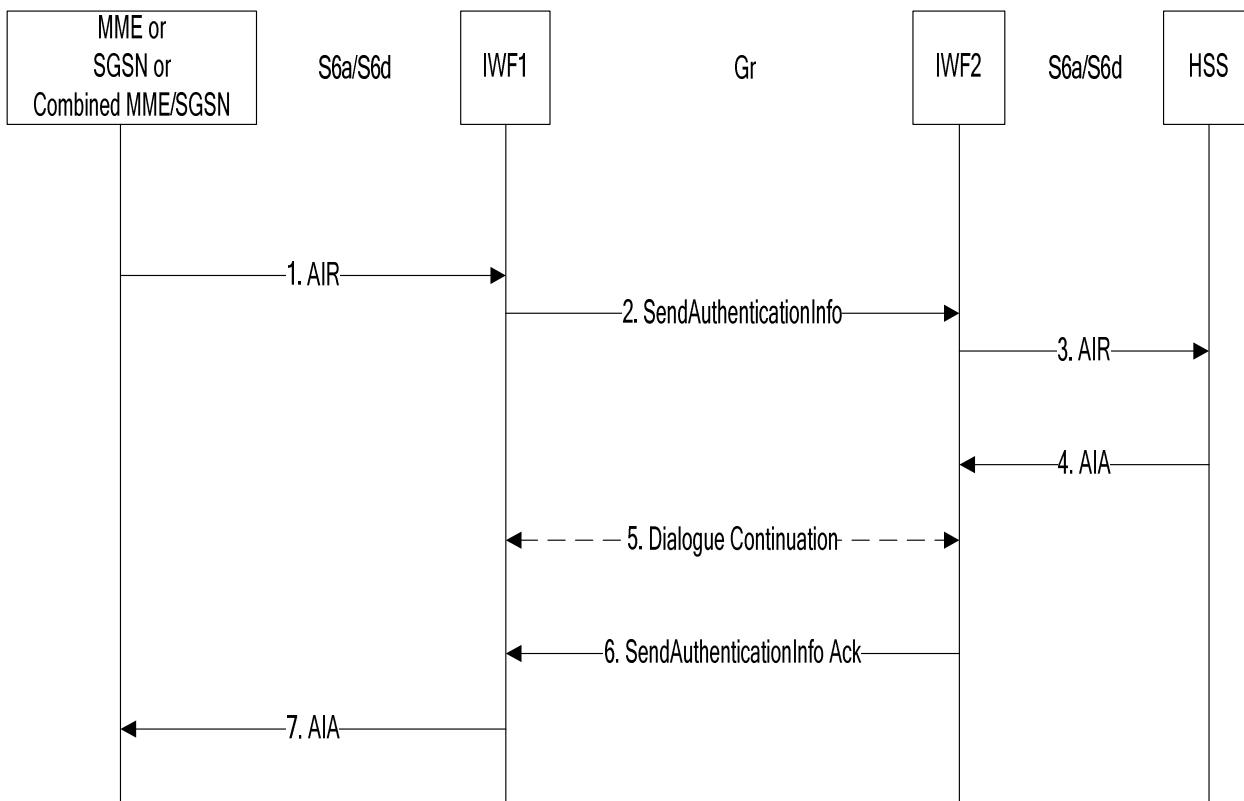 MME or
SGSN or
Combined MME/SGSN
S6a/S6d
IWF1
Gr
IWF2
S6a/S6d
HSS
1. AIR
2. SendAuthenticationInfo
3. AIR
4. AIA
5. Dialogue Continuation
6. SendAuthenticationInfo Ack
7. AIA